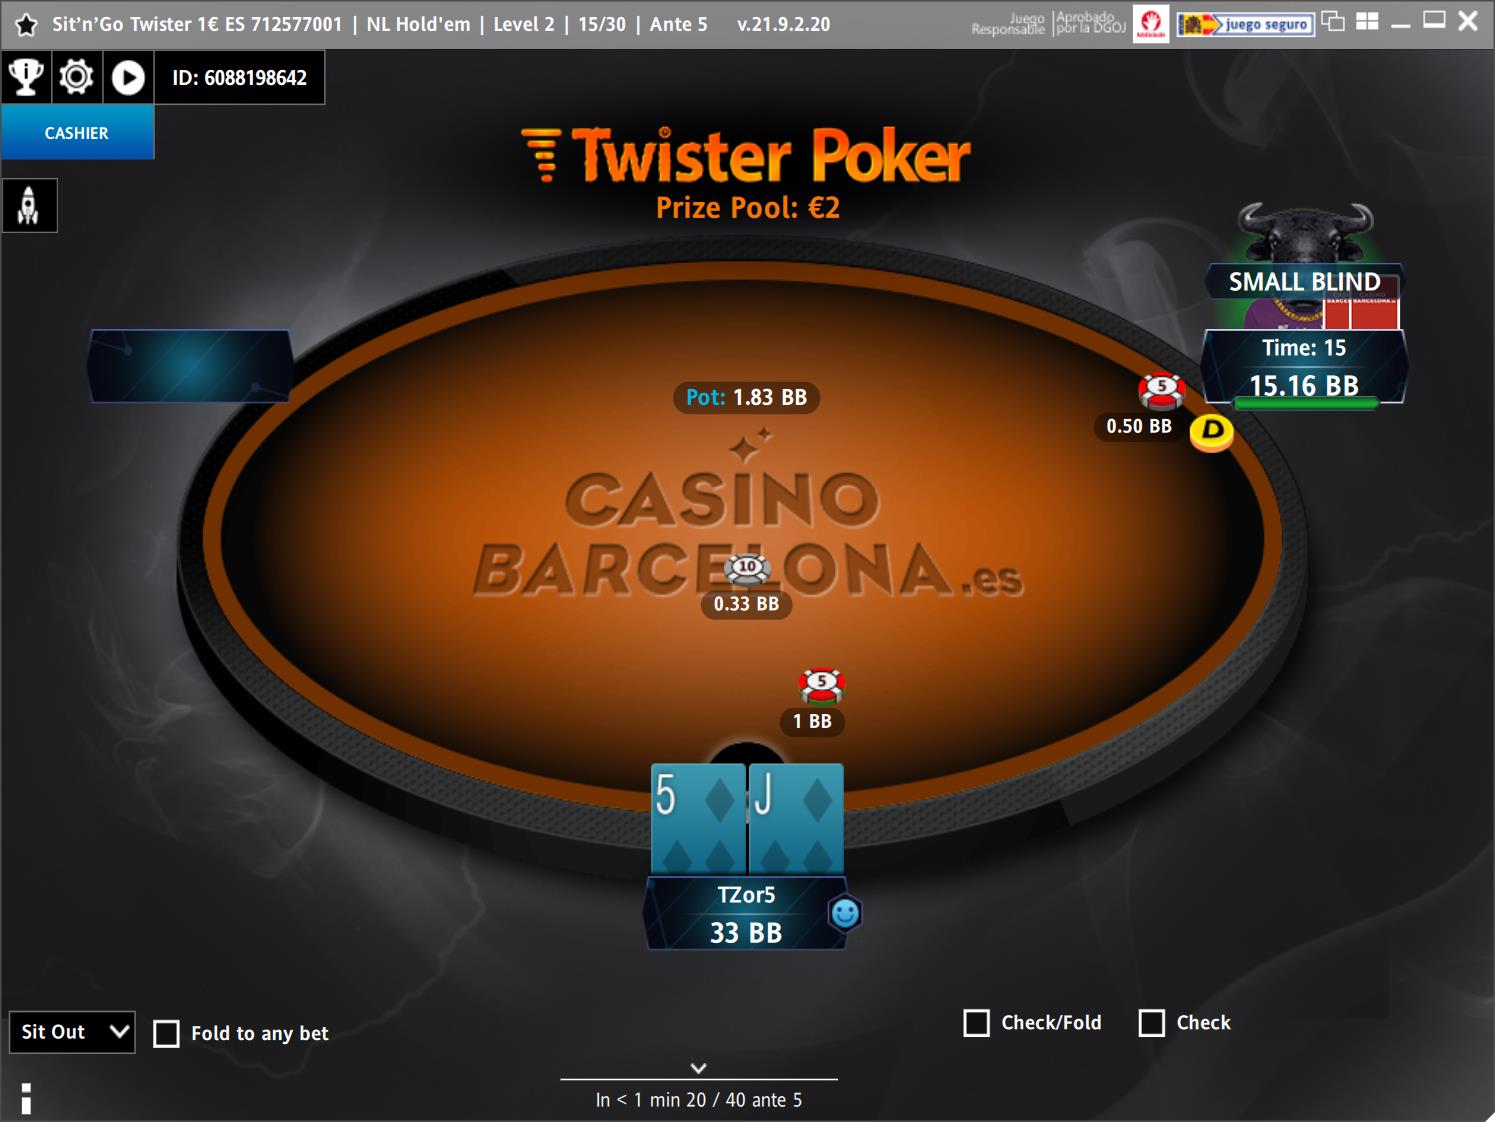 Sit'n'Go Twister 1€ ES 712577001 | NL Hold'em | Level 2 | 15/30 | Ante 5 v.21.9.2.20
Juego Responsable
Aprobado por la DGOJ
juego seguro
ID: 6088198642
CASHIER
Twister Poker
Prize Pool: €2
SMALL BLIND
Time: 15
15.16 BB
Pot: 1.83 BB
5
0.50 BB
D
CASINO
BARCELONA.es
10
0.33 BB
5
1 BB
5 J
TZor5
33 BB
Sit Out
Fold to any bet
Check/Fold
Check
In < 1 min 20 / 40 ante 5